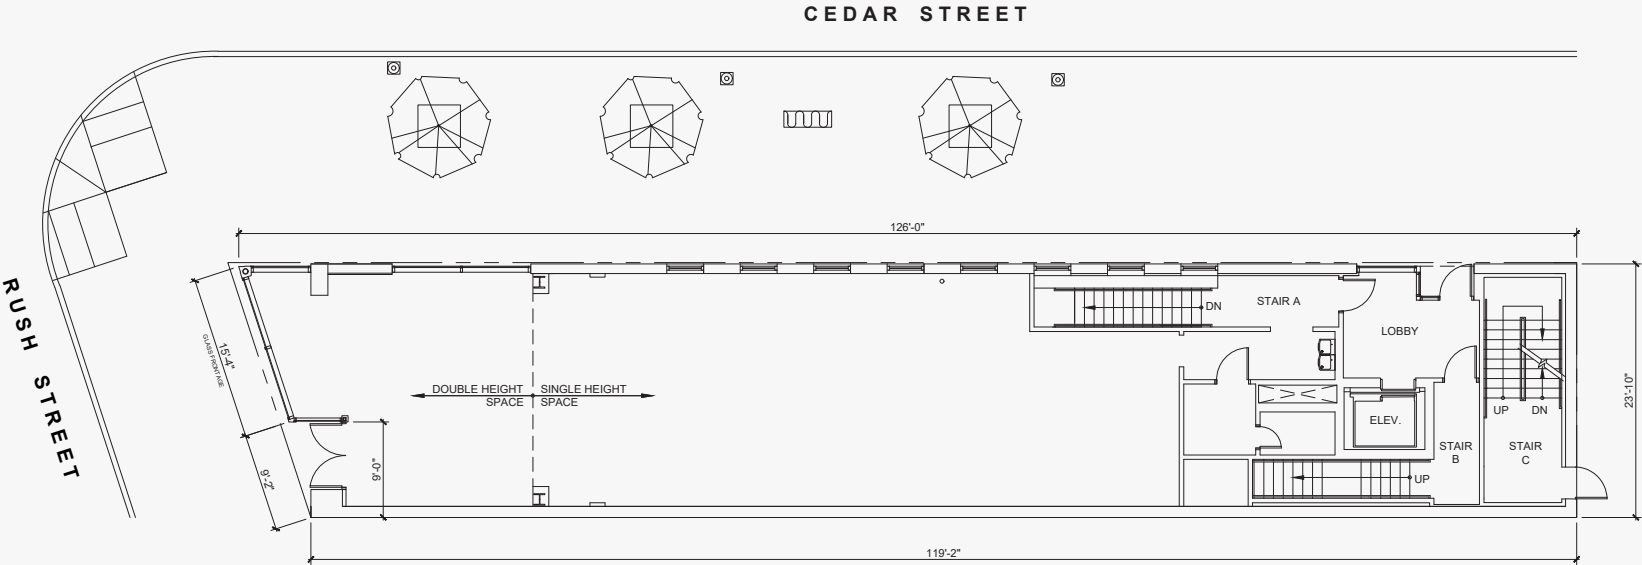 CEDAR STREET
126'-0"
RUSH STREET
15'-4"
GLASS FRONTAGE
9'-2"
9'-0"
DOUBLE HEIGHT
SPACE
SINGLE HEIGHT
SPACE
DN
STAIR A
LOBBY
ELEV.
UP
STAIR
B
UP
DN
STAIR
C
23'-10"
119'-2"